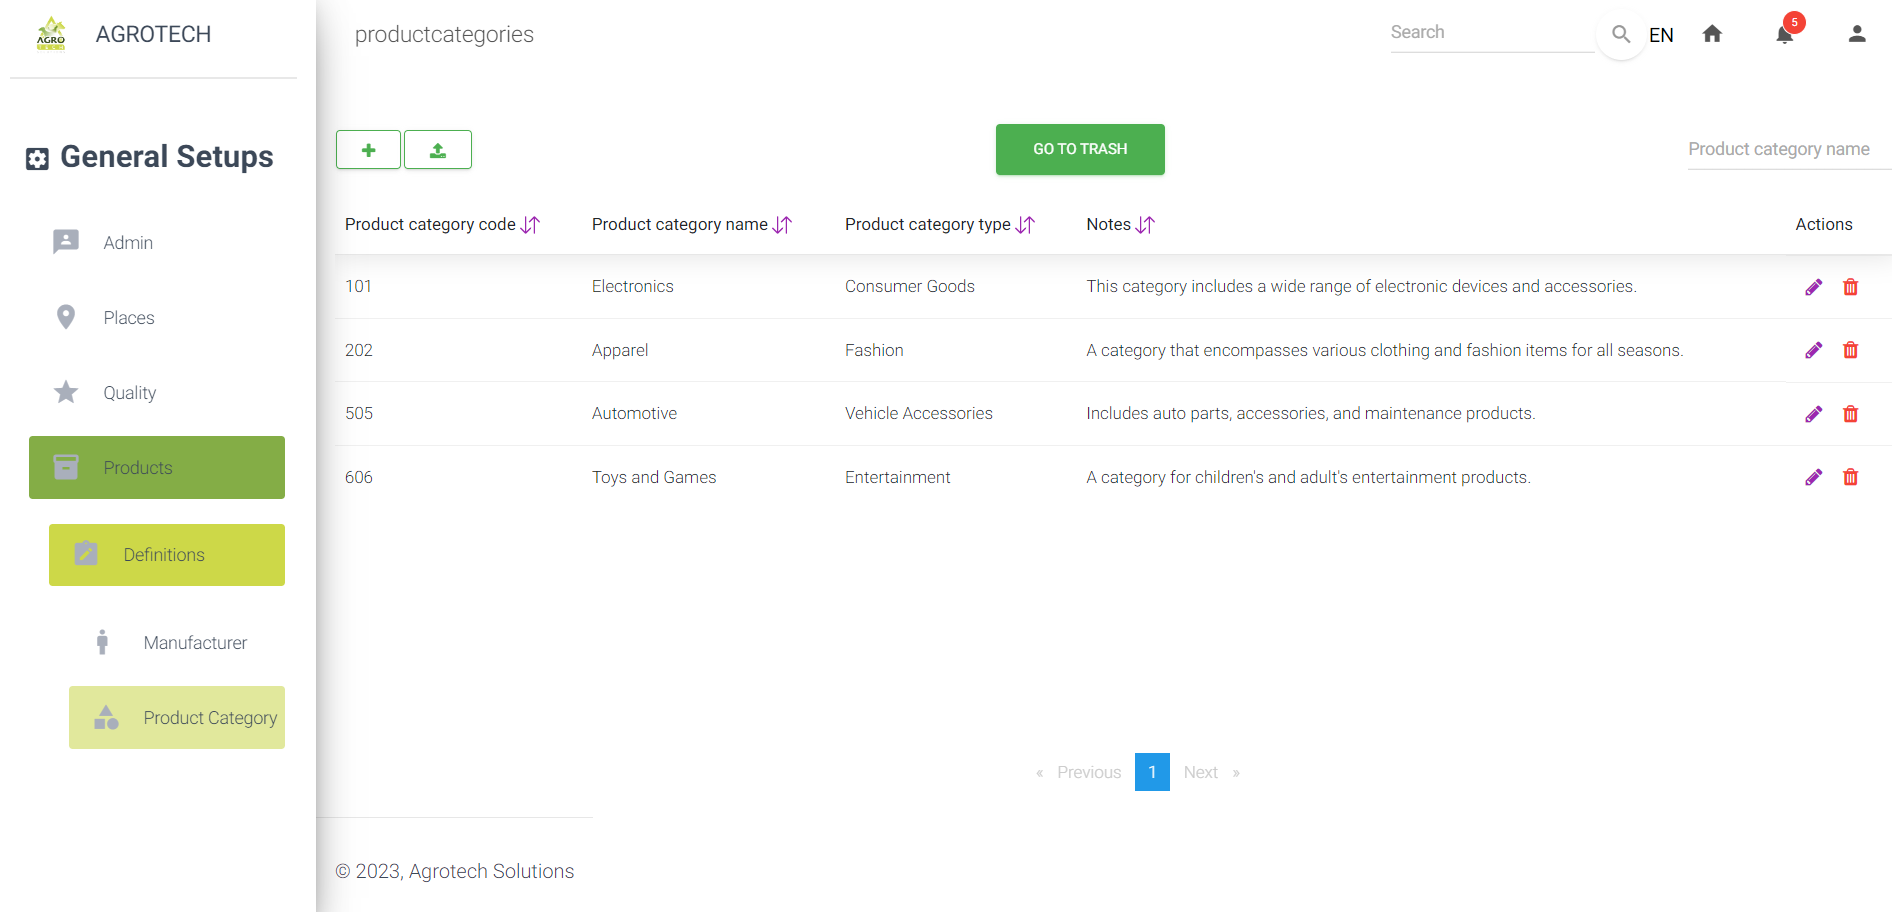 AGRO
TECH
AGROTECH
productcategories
Search
EN
5
General Setups
GO TO TRASH
Product category name
Product category code
Product category name
Product category type
Notes
Actions
Admin
101
Electronics
Consumer Goods
This category includes a wide range of electronic devices and accessories.
Places
202
Apparel
Fashion
A category that encompasses various clothing and fashion items for all seasons.
Quality
505
Automotive
Vehicle Accessories
Includes auto parts, accessories, and maintenance products.
Products
606
Toys and Games
Entertainment
A category for children's and adult's entertainment products.
Definitions
Manufacturer
Product Category
« Previous 1 Next »
© 2023, Agrotech Solutions